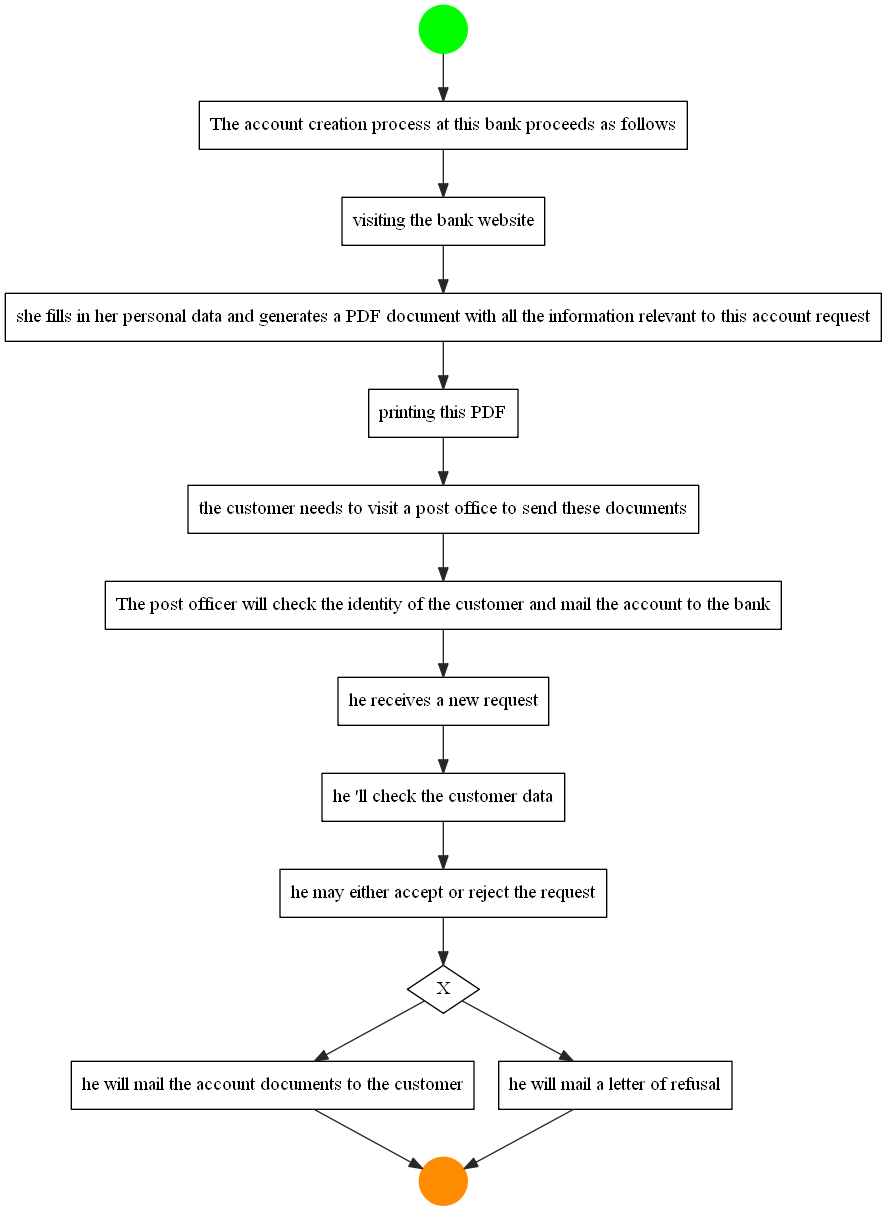 The account creation process at this bank proceeds as follows
visiting the bank website
she fills in her personal data and generates a PDF document with all the information relevant to this account request
printing this PDF
the customer needs to visit a post office to send these documents
The post officer will check the identity of the customer and mail the account to the bank
he receives a new request
he 'll check the customer data
he may either accept or reject the request
X
he will mail the account documents to the customer
he will mail a letter of refusal